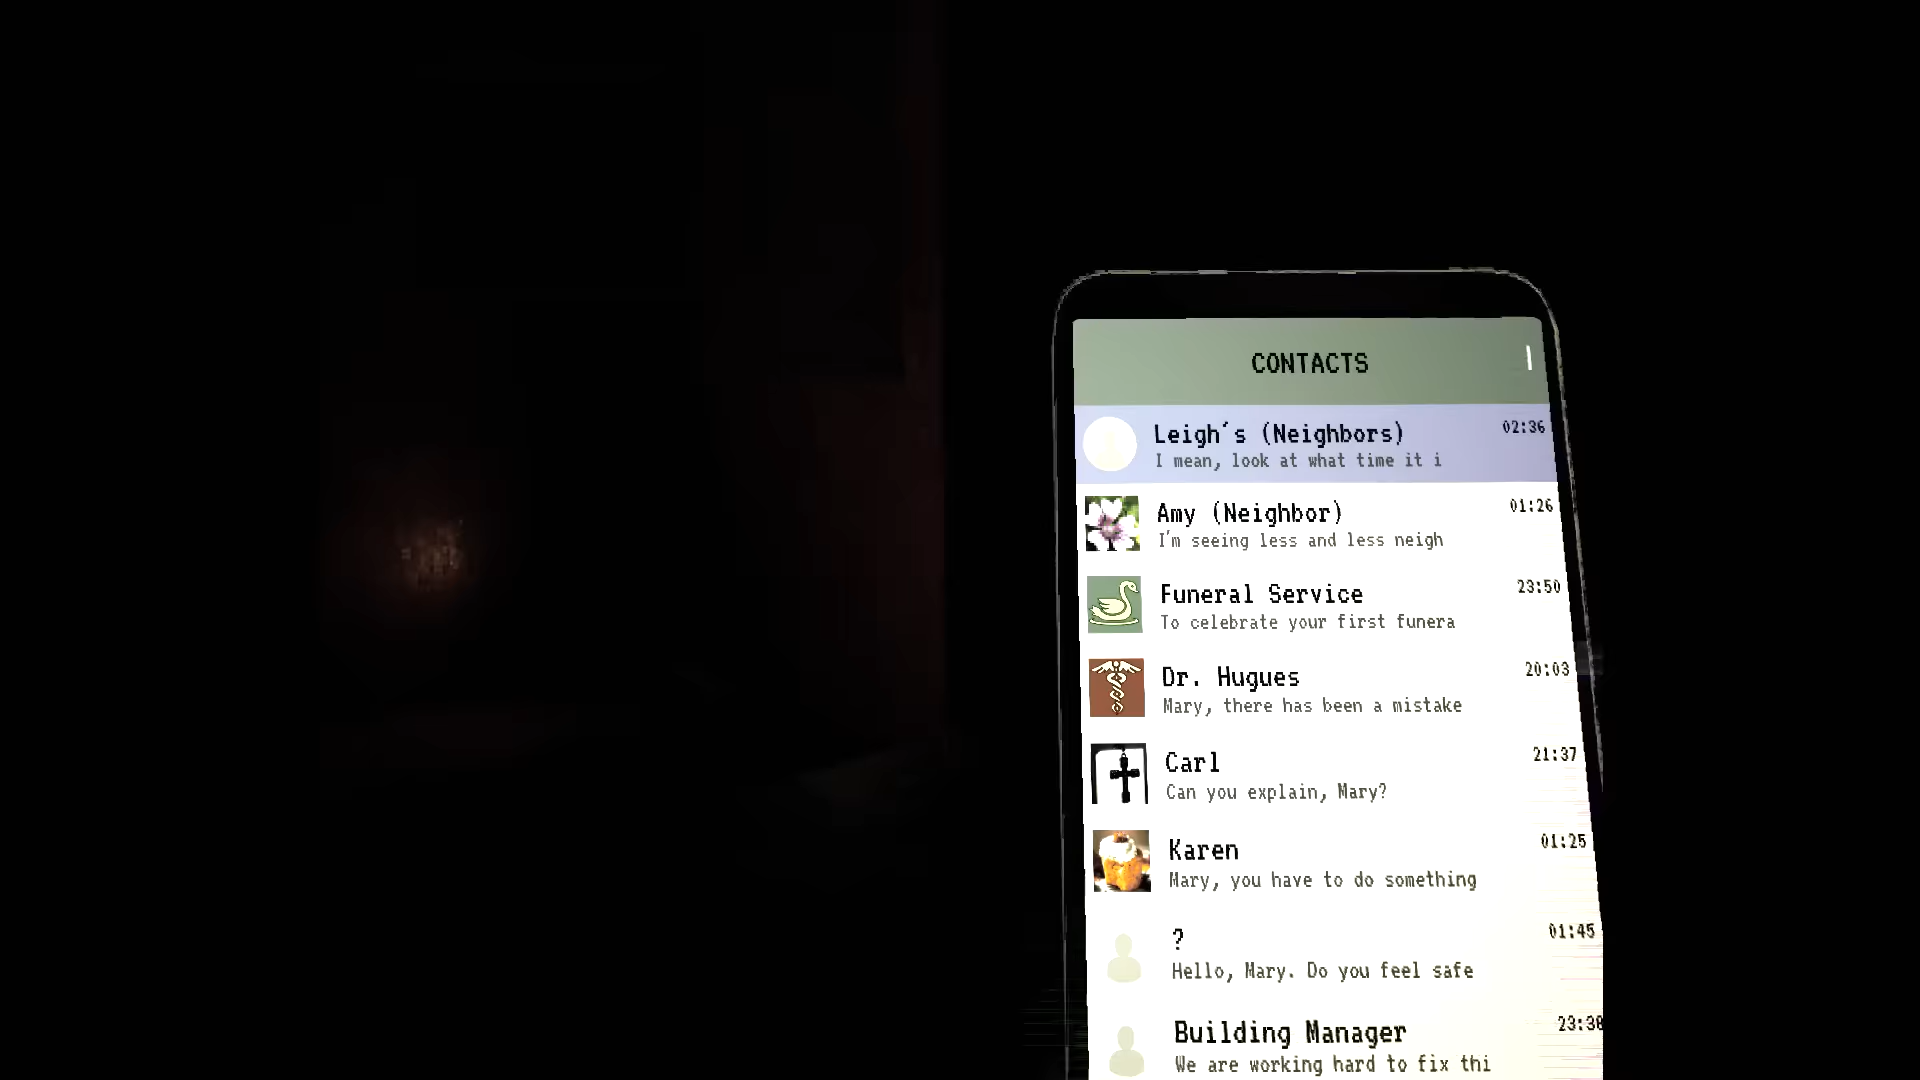 CONTACTS
Leigh's (Neighbors)
02:36
I mean, look at what time it i
Amy (Neighbor)
01:26
I'm seeing less and less neigh
Funeral Service
23:50
To celebrate your first funera
Dr. Hugues
20:03
Mary, there has been a mistake
Carl
21:37
Can you explain, Mary?
Karen
01:25
Mary, you have to do something
?
01:45
Hello, Mary. Do you feel safe
Building Manager
23:38
We are working hard to fix thi